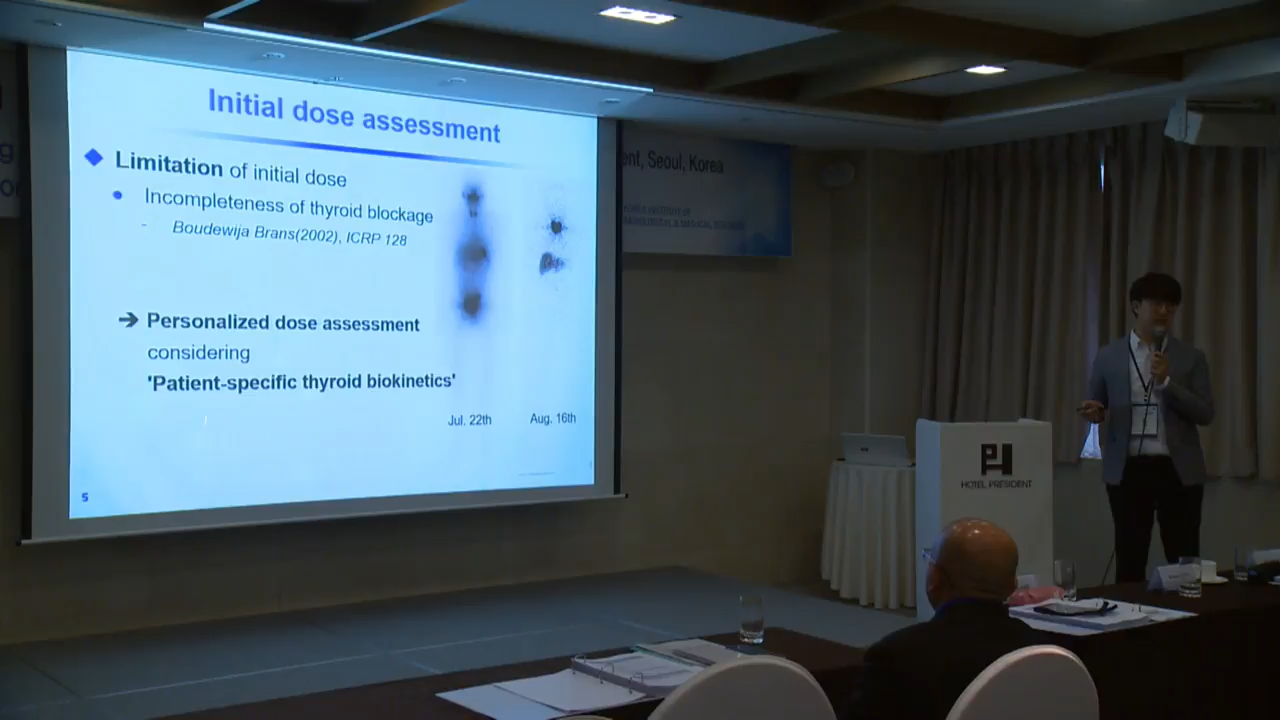 Initial dose assessment
Limitation of initial dose
Incompleteness of thyroid blockage
- Boudewija Brans(2002), ICRP 128
→ Personalized dose assessment
considering
'Patient-specific thyroid biokinetics'
Jul. 22th
Aug. 16th
5
ent, Seoul, Korea
HOTEL PRESIDENT